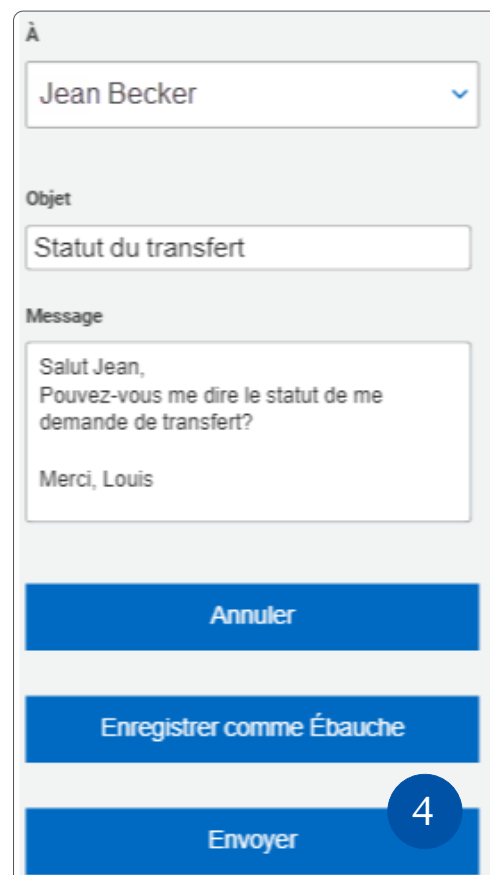 À
Jean Becker
Objet
Statut du transfert
Message
Salut Jean,
Pouvez-vous me dire le statut de me
demande de transfert?
Merci, Louis
Annuler
Enregistrer comme Ébauche
4
Envoyer